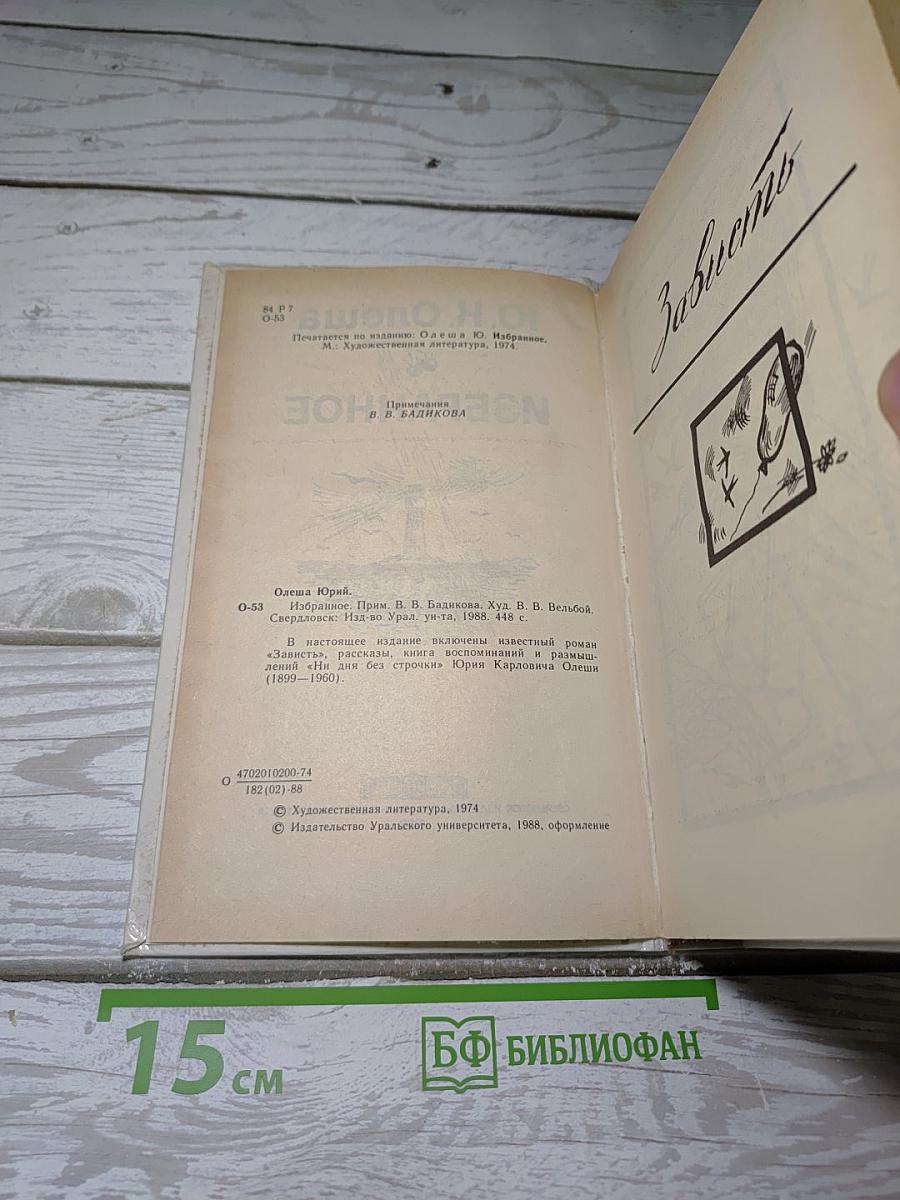 84 Р 7
О-53
Печатается по изданию: Олеша Ю. Избранное.
М.: Художественная литература, 1974.
Примечания
В. В. БАДИКОВА
Олеша Юрий.
О-53 Избранное. Прим. В. В. Бадикова. Худ. В. В. Вельбой.
Свердловск: Изд-во Урал. ун-та, 1988. 448 с.
В настоящее издание включены известный роман
«Зависть», рассказы, книга воспоминаний и размыш-
лений «Ни дня без строчки» Юрия Карловича Олеши
(1899—1960).
О 4702010200-74
182(02)-88
© Художественная литература, 1974
© Издательство Уральского университета, 1988, оформление
Зависть
15 см
БФ БИБЛИОФАН